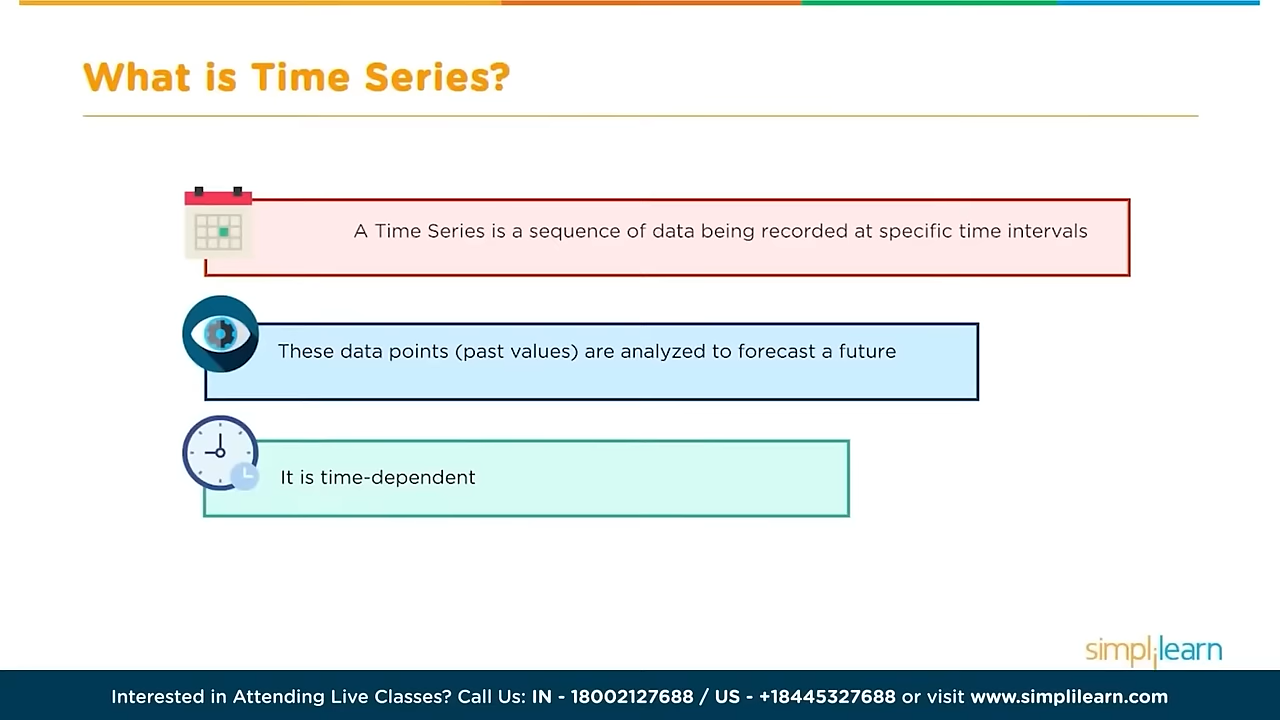 What is Time Series?
A Time Series is a sequence of data being recorded at specific time intervals
These data points (past values) are analyzed to forecast a future
It is time-dependent
simplilearn
Interested in Attending Live Classes? Call Us: IN - 18002127688 / US - +18445327688 or visit www.simplilearn.com